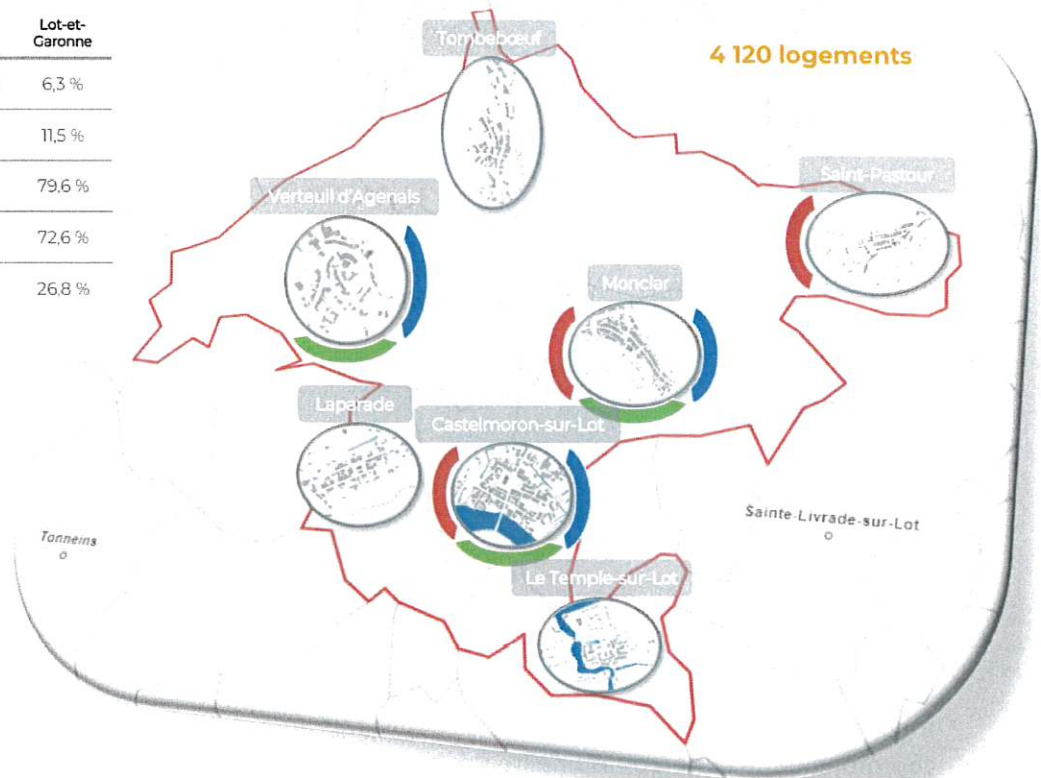 Lot-et-
Garonne
6,3 %
11,5 %
79,6 %
72,6 %
26,8 %
4 120 logements
Tombebœuf
Saint-Pastour
Verteuil d'Agenais
Monclar
Laparade
Castelmoron-sur-Lot
Sainte-Livrade-sur-Lot
Tonneins
Le Temple-sur-Lot